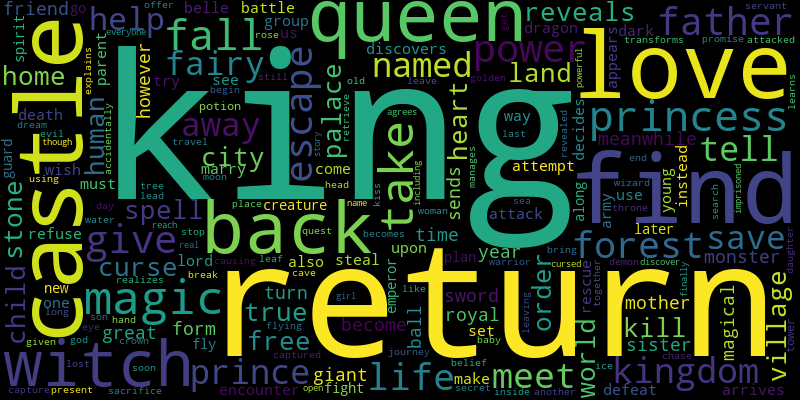 friend
go
help
belle
battle
group
us
rose
offer
queen
reveals
servant
father
everyone
fall
discovers
dragon
dark
transforms
promise
attacked
spirit
explains
parent
however
fairy
try
see
begin
escape
still
palace
old
retrieve
named
leave
power
get
golden
land
powerful
love
appears
learns
home
castle
king
human
accidentally
away
potion
city
travel
marry
moon
story
come
head
kiss
agrees
take
including
heart
sends
manages
way
last
attempt
revealed
decides
princess
meanwhile
tell
find
end
wizard
throne
search
imprisoned
young
instead
death
dream
evil
though
wish
guard
using
must
tree
lead
place
creature
name
woman
sea
attack
along
army
use
later
day
water
spell
back
stone
refuse
give
reach
stop
real
quest
becomes
time
upon
year
plan
warrior
bring
forest
save
monster
daughter
child
curse
lord
break
causing
leaf
cave
also
steal
emperor
sword
royal
order
cursed
demon
discover
rescue
together
finally
mother
magical
village
tower
new
one
long
realizes
son
hand
magic
return
turn
true
flying
girl
like
become
ball
set
leaving
world
kill
sister
chase
given
eye
god
crown
great
form
fly
free
captured
journey
belief
baby
witch
lost
soon
prince
giant
life
make
meet
ice
kingdom
capture
present
sacrifice
encounter
open
fight
secret
inside
another
defeat
arrives